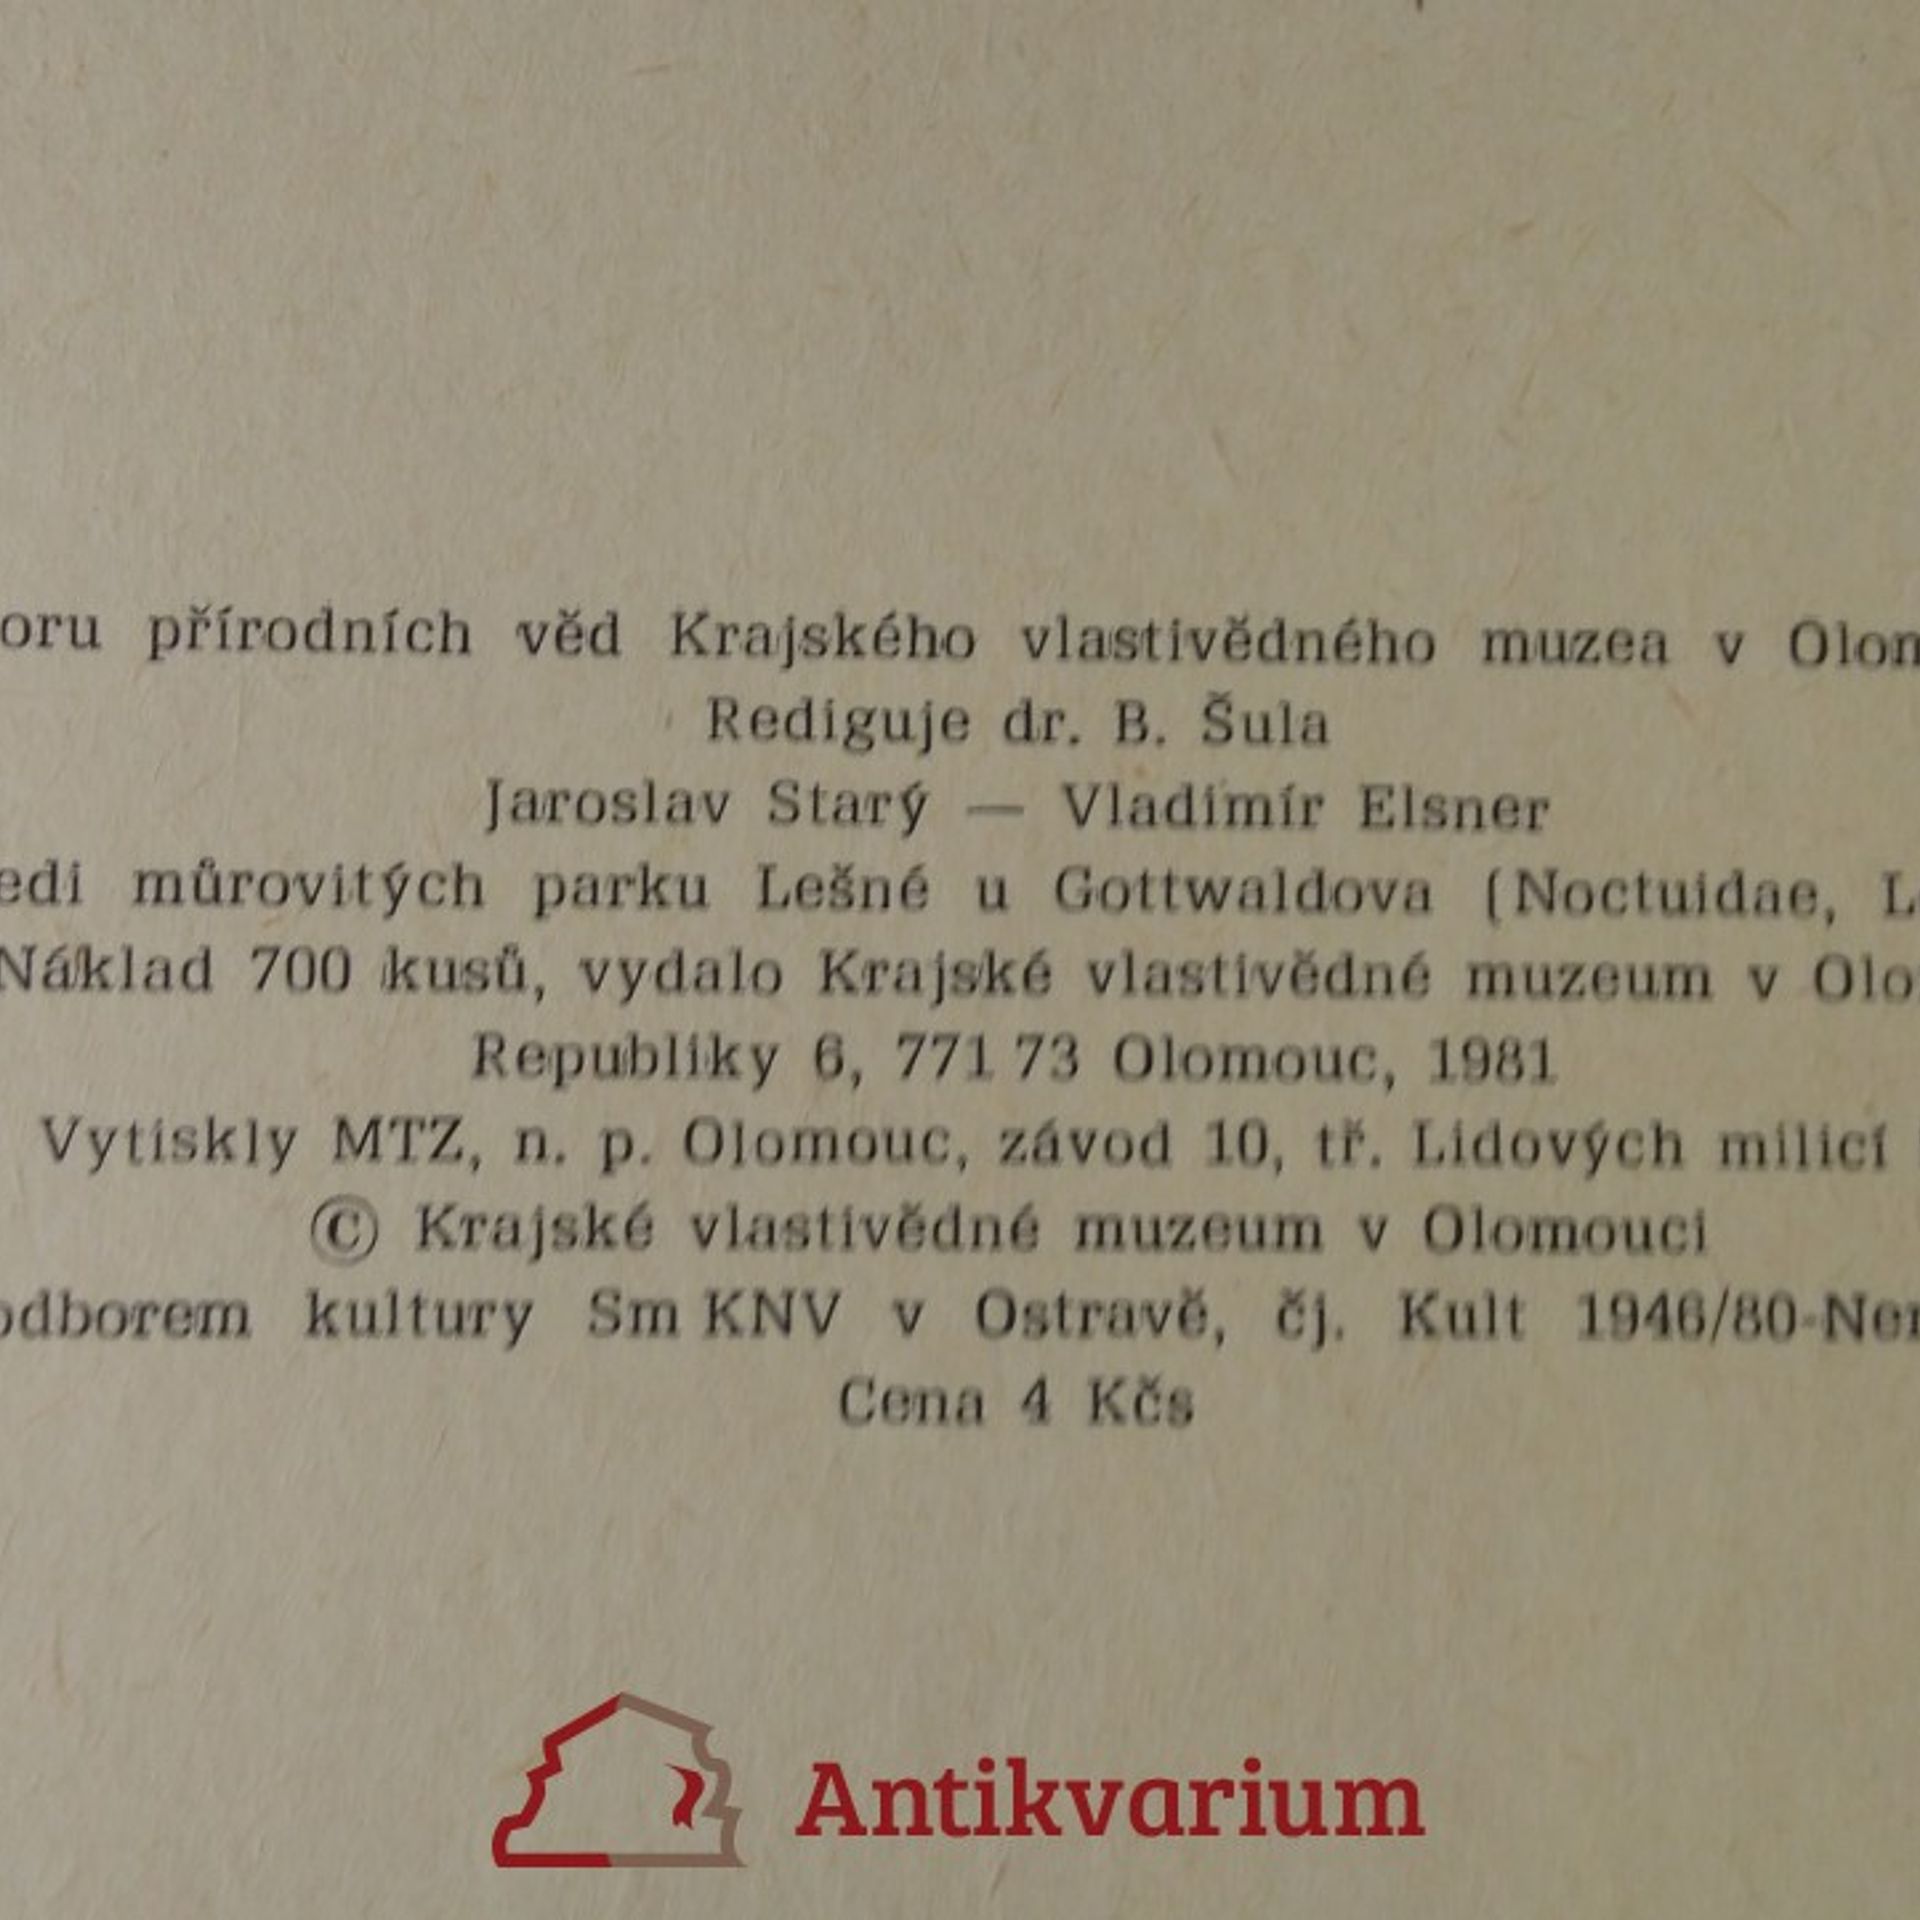 oru přírodních věd Krajského vlastivědného muzea v
Rediguje dr. B. Šula
Jaroslav Starý — Vladimír Elsner
edi můrovitých parku Lešné u Gottwaldova (Noctuidae,
Náklad 700 kusů, vydalo Krajské vlastivědné muzeum v Olo
Republiky 6, 771 73 Olomouc, 1981
Vytiskly MTZ, n. p. Olomouc, závod 10, tř. Lidových milicí
© Krajské vlastivědné muzeum v Olomouci
odborem kultury Sm KNV v Ostravě, čj. Kult 1946/80-Ner
Cena 4 Kčs
Antikvarium